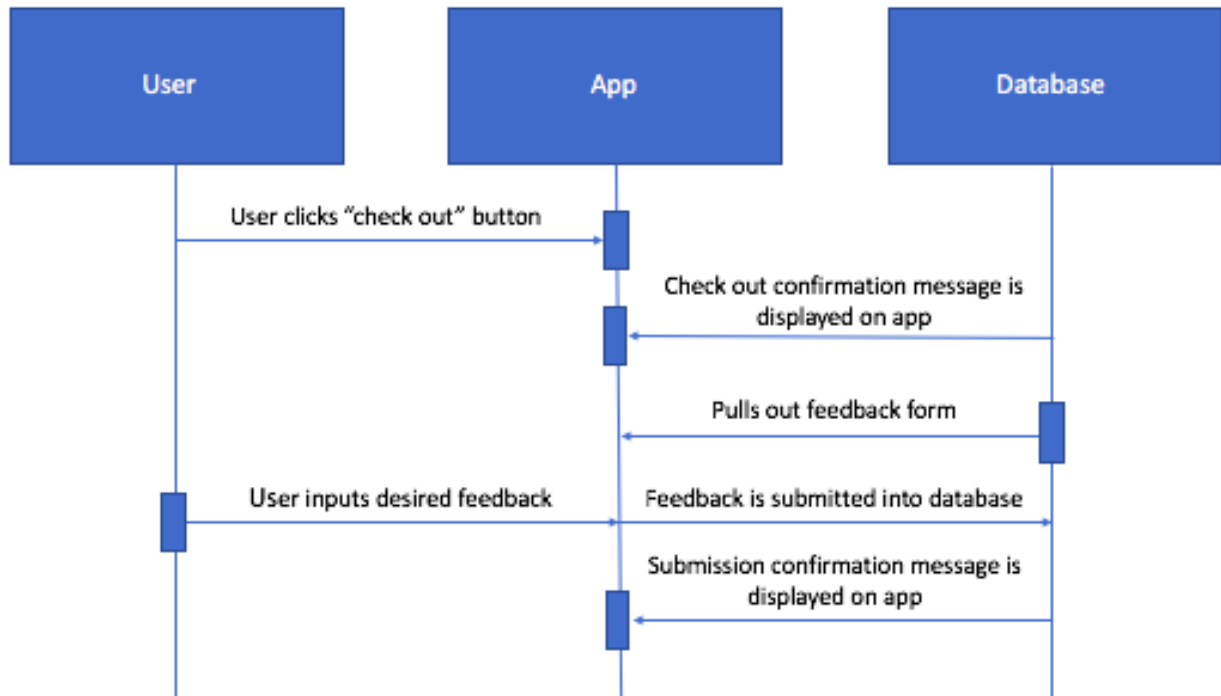 User
App
Database
User clicks “check out” button
Check out confirmation message is
displayed on app
Pulls out feedback form
User inputs desired feedback
Feedback is submitted into database
Submission confirmation message is
displayed on app